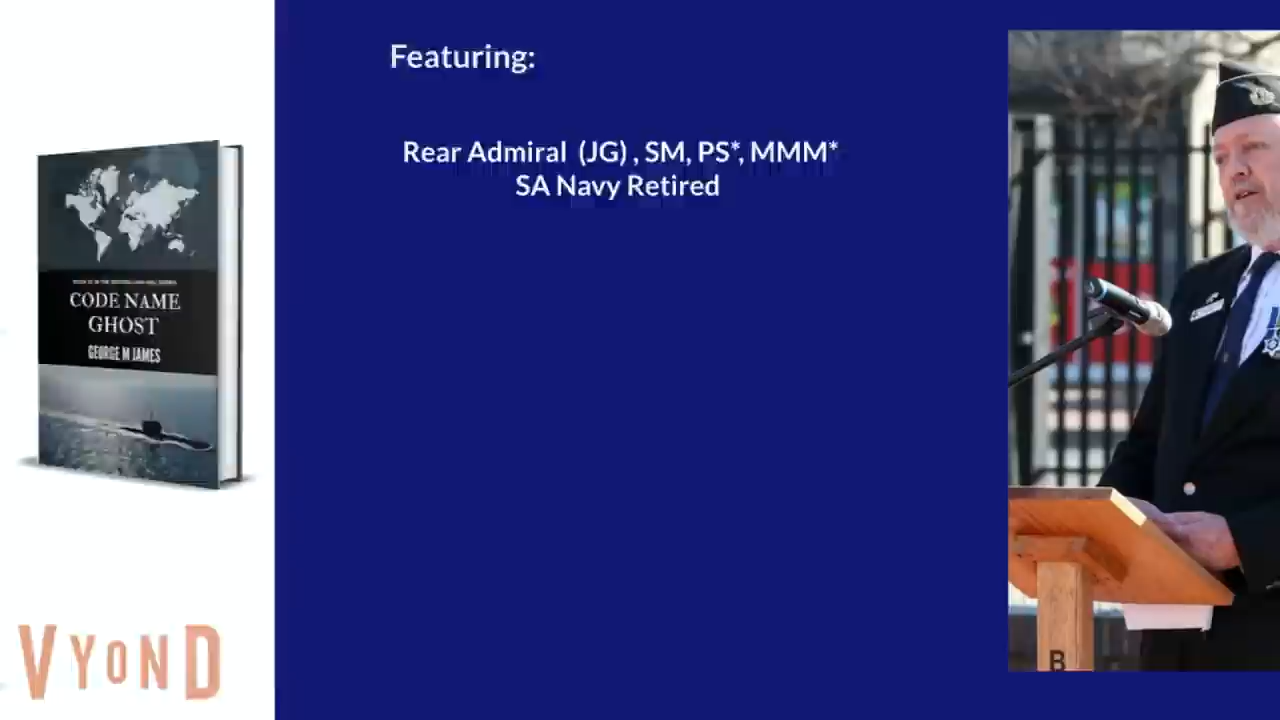 Featuring:
Rear Admiral (JG) , SM, PS*, MMM*
SA Navy Retired
CODE NAME
GHOST
GEORGE M JAMES
VYOND
B